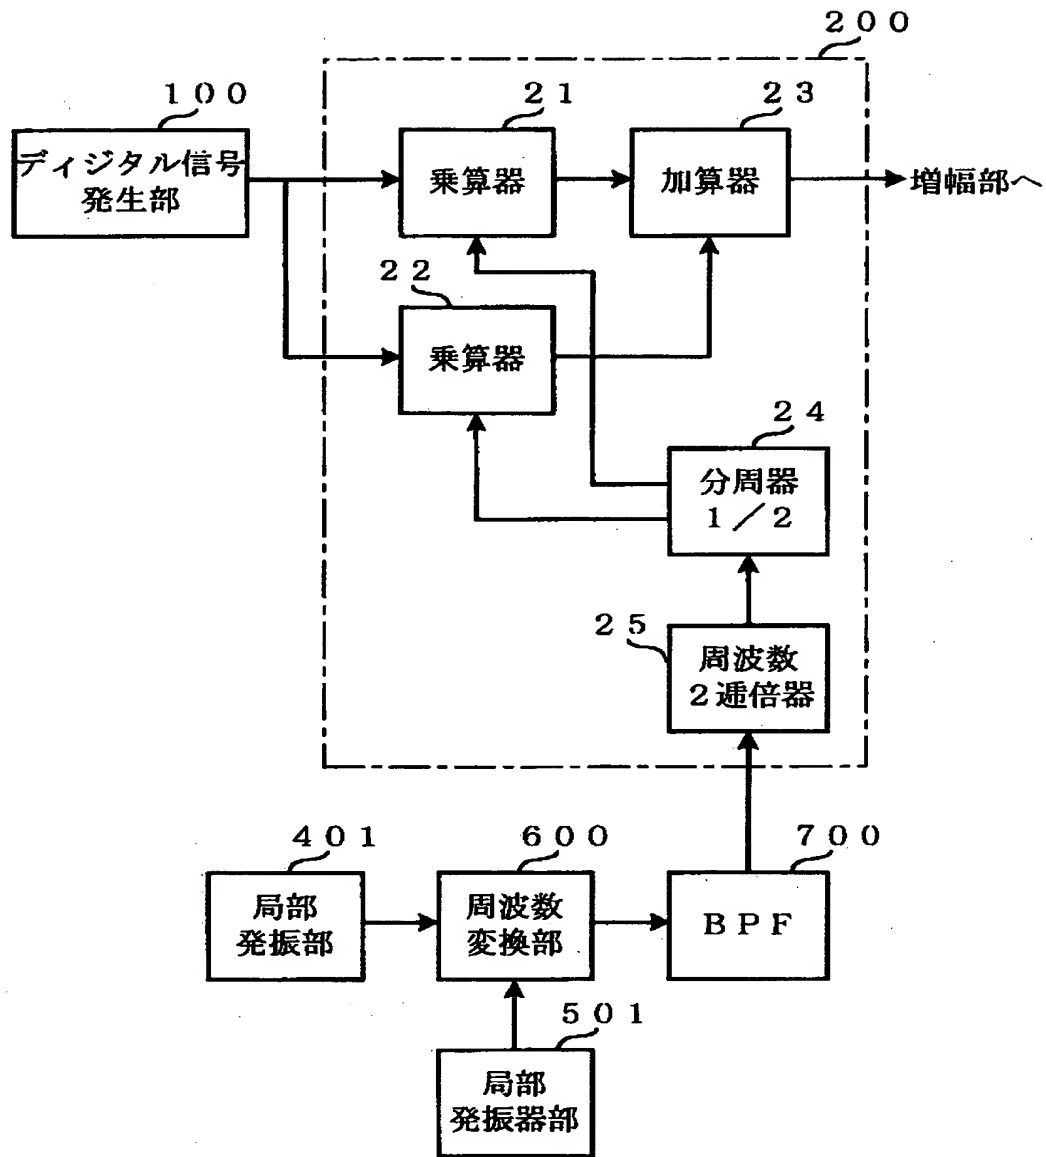 ２００
１００
２１
２３
ディジタル信号
発生部
乗算器
加算器
増幅部へ
２２
乗算器
２４
分周器
１／２
２５
周波数
２逓倍器
４０１
６００
７００
局部
発振部
周波数
変換部
ＢＰＦ
５０１
局部
発振器部